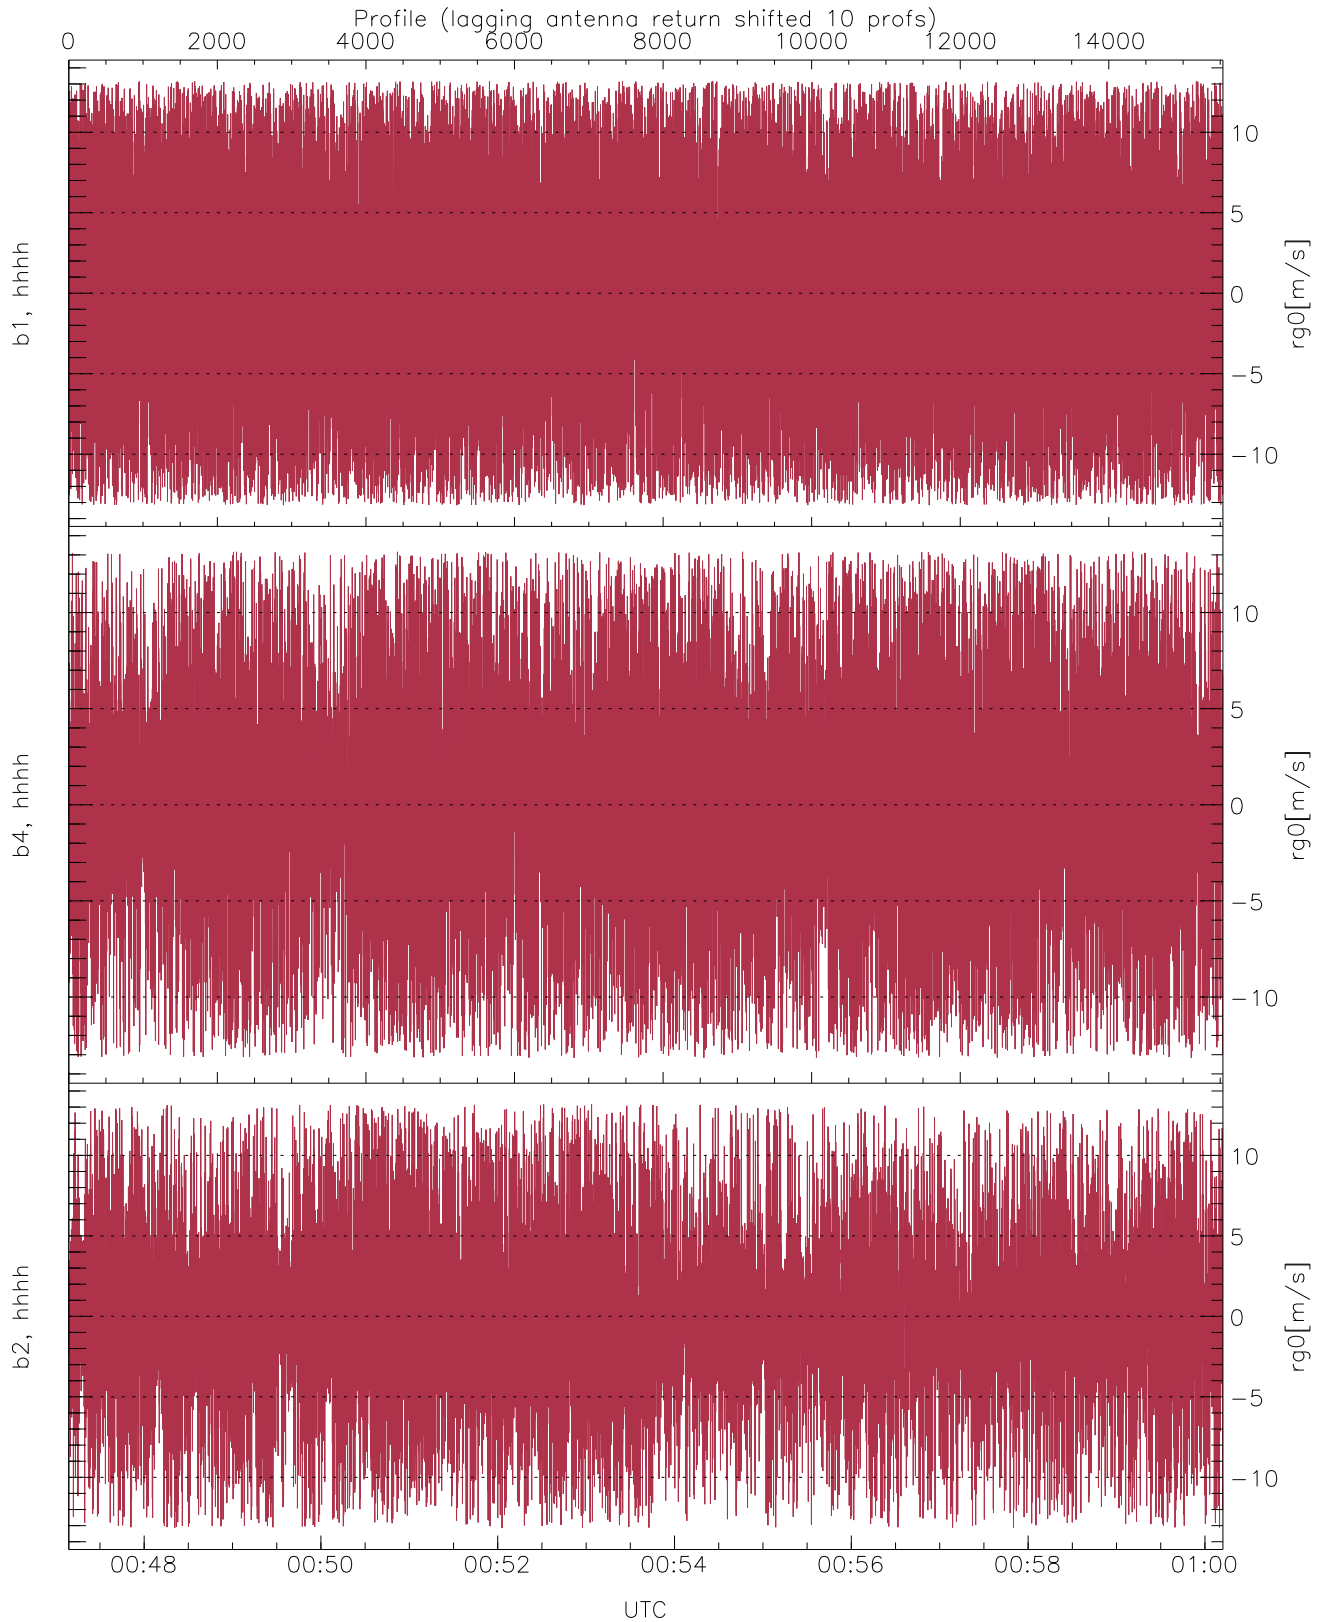 Profile (lagging antenna return shifted 10 profs)
0 2000 4000 6000 8000 10000 12000 14000
10
5
0
-5
-10
b1, hhhh
rg0[m/s]
10
5
0
-5
-10
b4, hhhh
rg0[m/s]
10
5
0
-5
-10
b2, hhhh
rg0[m/s]
00:48 00:50 00:52 00:54 00:56 00:58 01:00
UTC